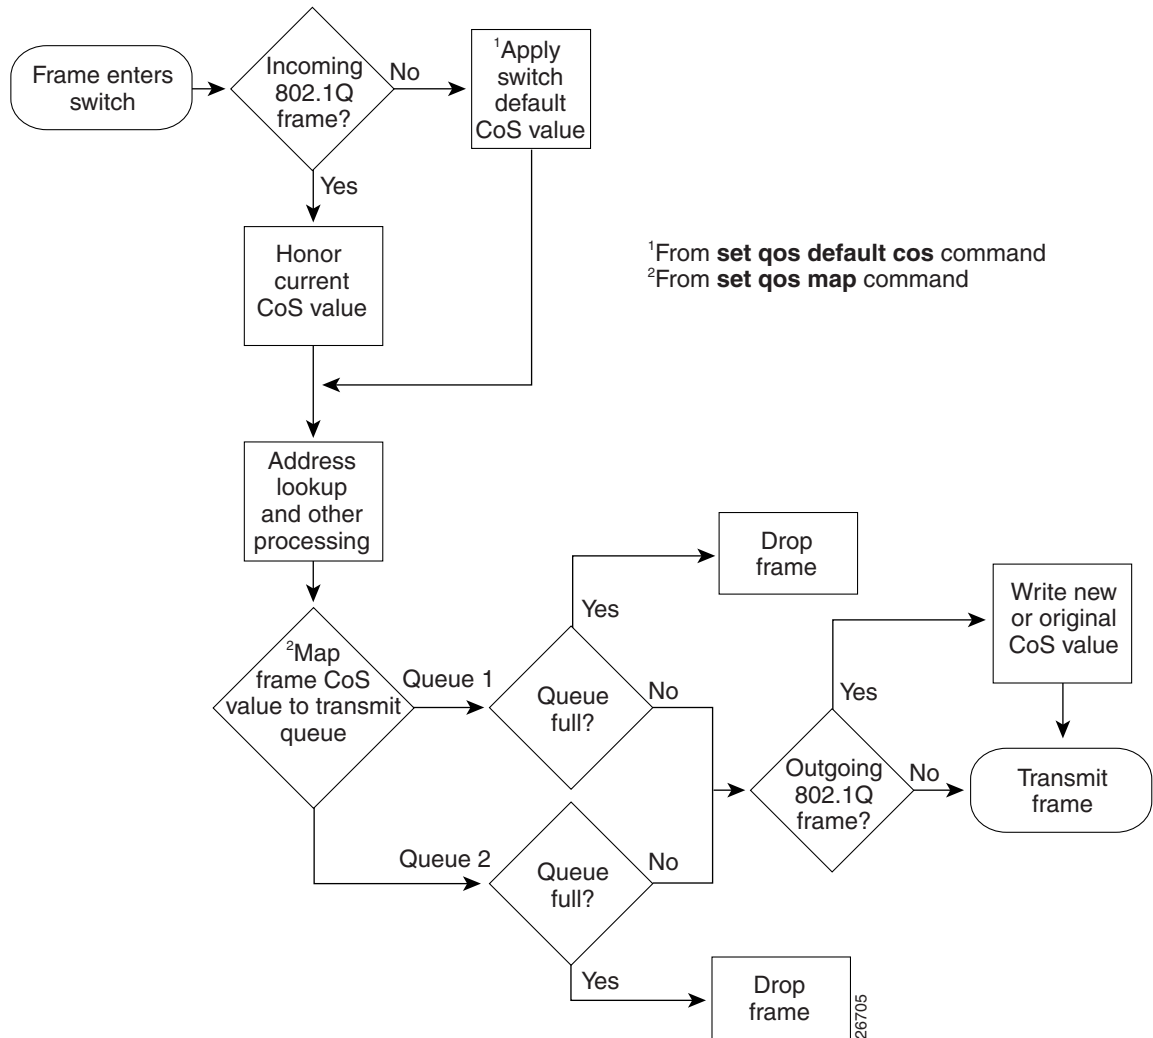 Frame enters
switch
Incoming
802.1Q
frame?
No
¹Apply
switch
default
CoS value
Yes
Honor
current
CoS value
¹From set qos default cos command
²From set qos map command
Address
lookup
and other
processing
Drop
frame
Write new
or original
CoS value
Yes
²Map
frame CoS
value to transmit
queue
Queue 1
Queue
full?
No
Yes
Outgoing
802.1Q
frame?
No
Transmit
frame
Queue 2
Queue
full?
No
Yes
Drop
frame
26705